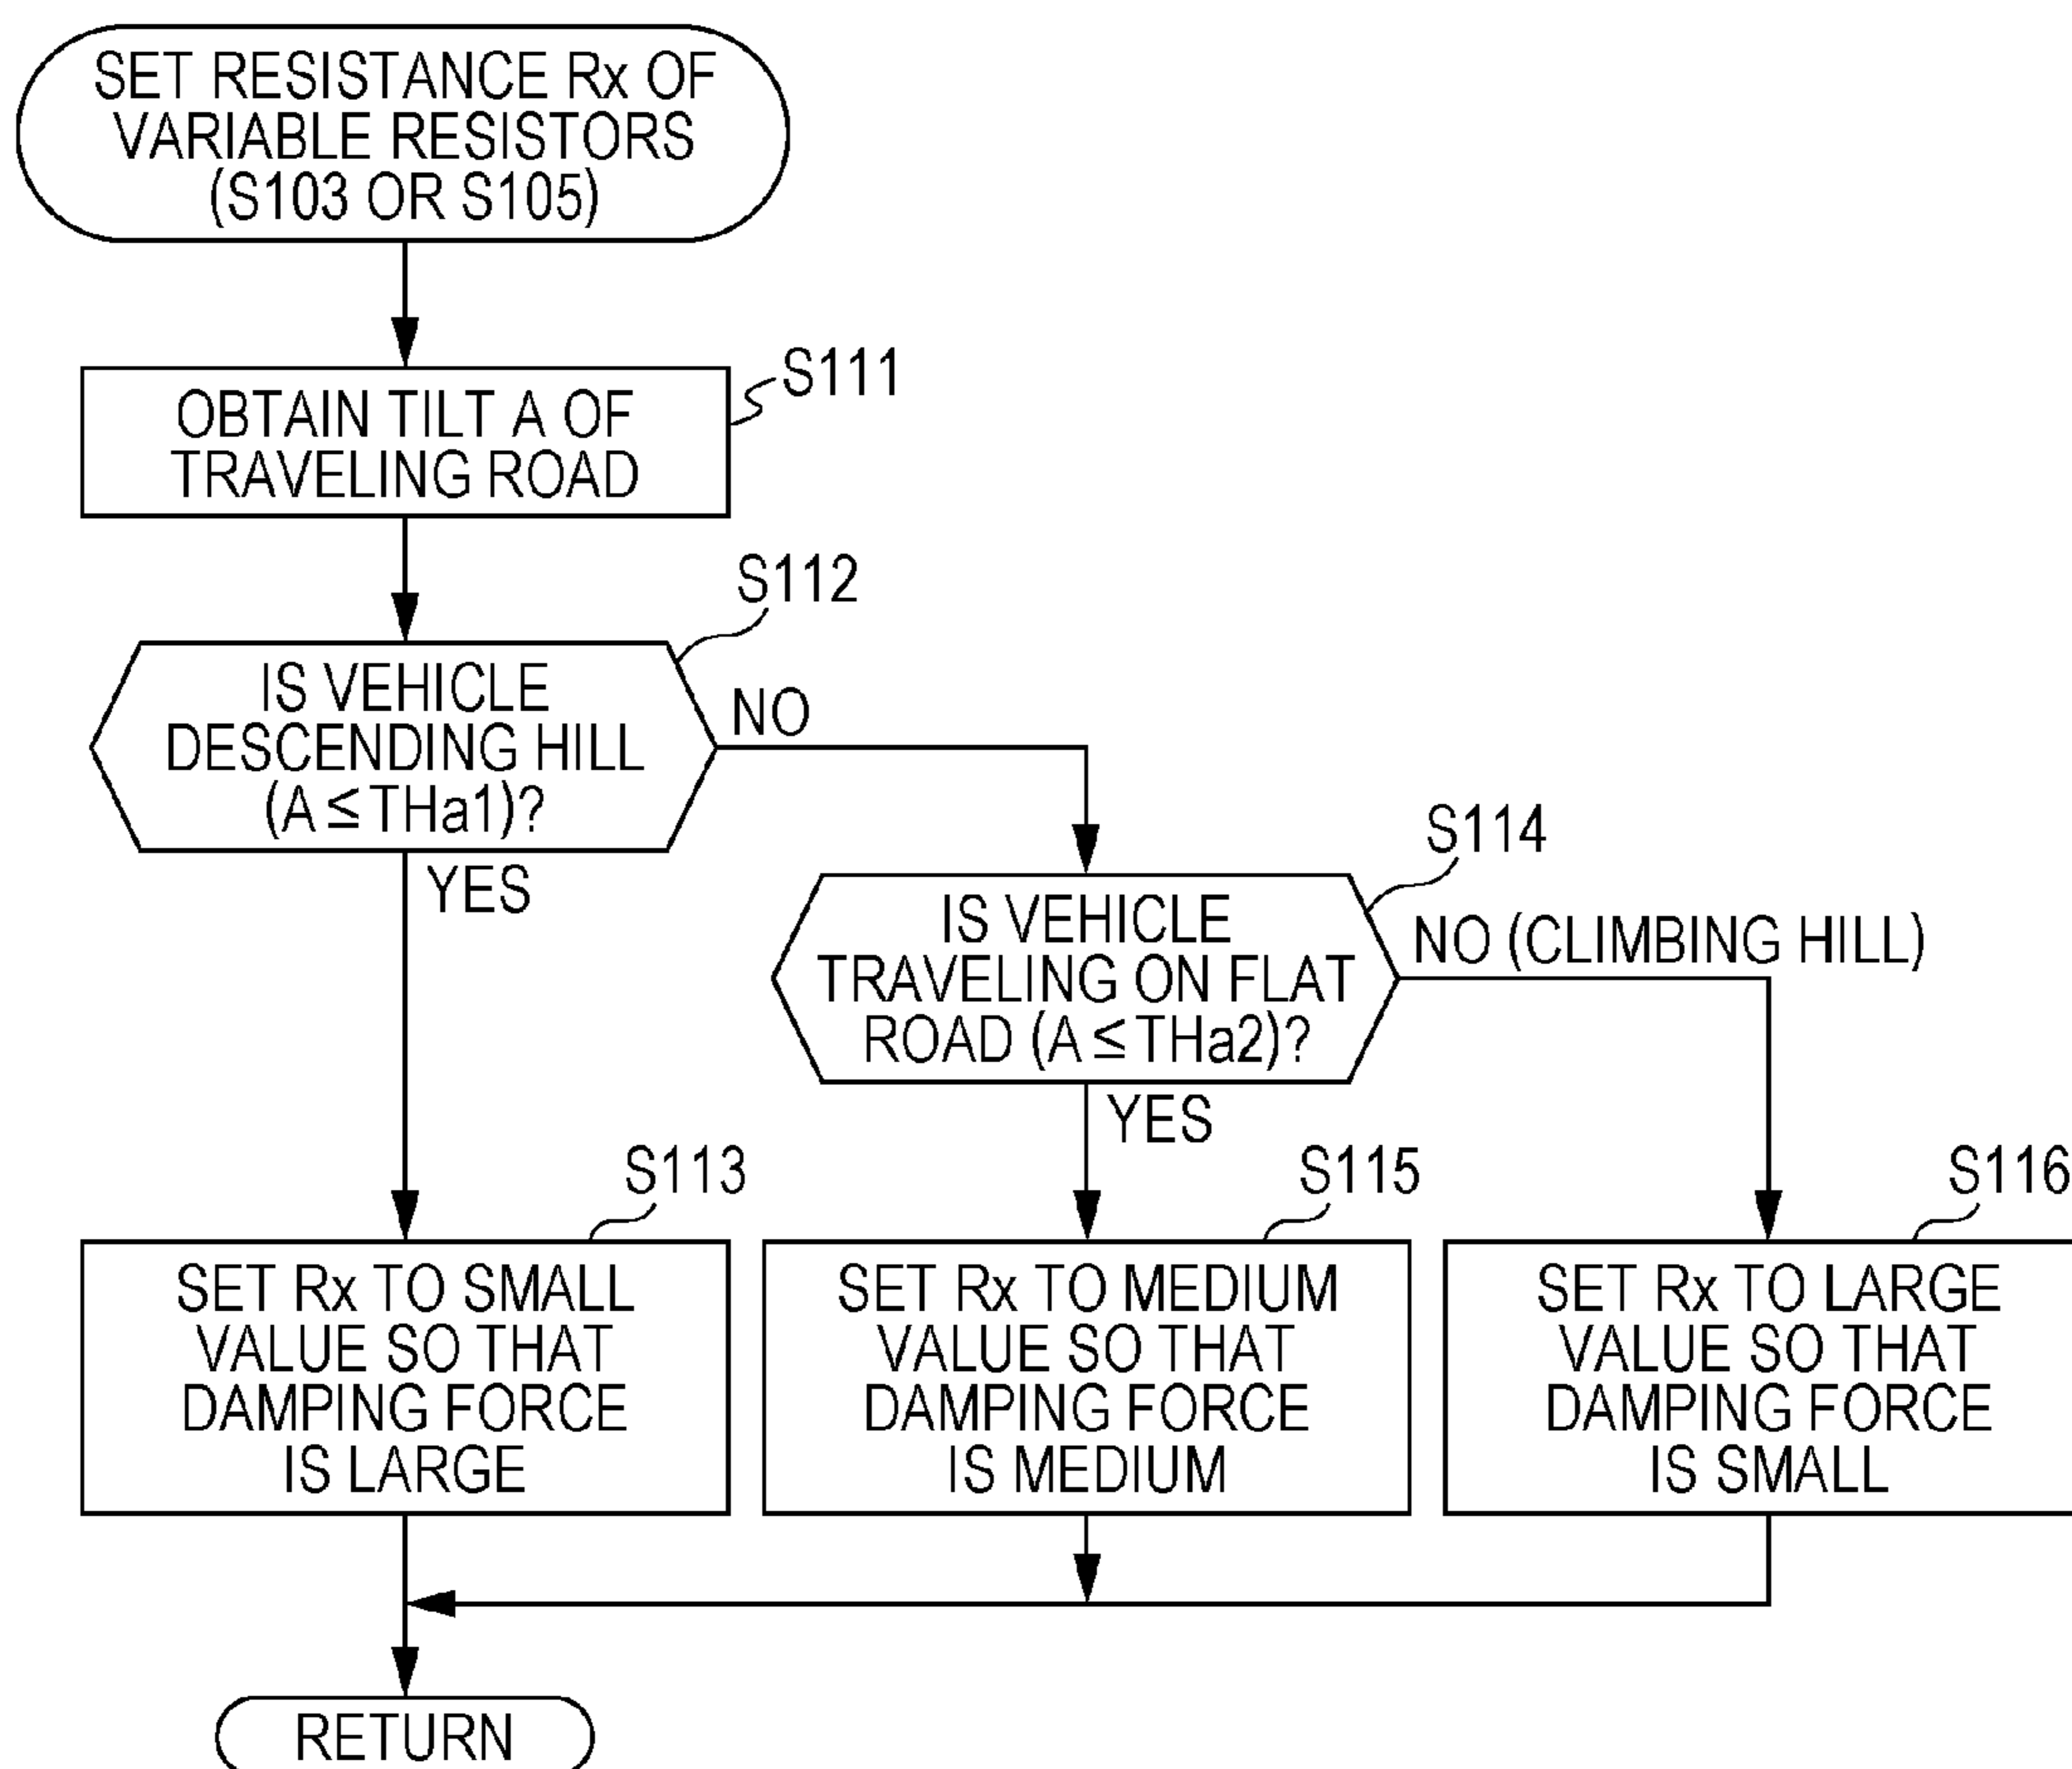 SET RESISTANCE Rx OF
VARIABLE RESISTORS
(S103 OR S105)
S111
OBTAIN TILT A OF
TRAVELING ROAD
S112
IS VEHICLE
DESCENDING HILL
(A≤THa1)?
NO
YES
S114
IS VEHICLE
TRAVELING ON FLAT
ROAD (A≤THa2)?
NO (CLIMBING HILL)
YES
S113
SET Rx TO SMALL
VALUE SO THAT
DAMPING FORCE
IS LARGE
S115
SET Rx TO MEDIUM
VALUE SO THAT
DAMPING FORCE
IS MEDIUM
S116
SET Rx TO LARGE
VALUE SO THAT
DAMPING FORCE
IS SMALL
RETURN